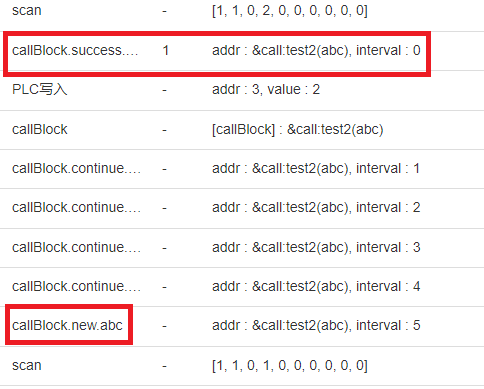 scan - [1, 1, 0, 2, 0, 0, 0, 0, 0, 0]
callBlock.success.… 1 addr : &call:test2(abc), interval : 0
PLC写入 - addr : 3, value : 2
callBlock - [callBlock] : &call:test2(abc)
callBlock.continue.… - addr : &call:test2(abc), interval : 1
callBlock.continue.… - addr : &call:test2(abc), interval : 2
callBlock.continue.… - addr : &call:test2(abc), interval : 3
callBlock.continue.… - addr : &call:test2(abc), interval : 4
callBlock.new.abc - addr : &call:test2(abc), interval : 5
scan - [1, 1, 0, 1, 0, 0, 0, 0, 0, 0]